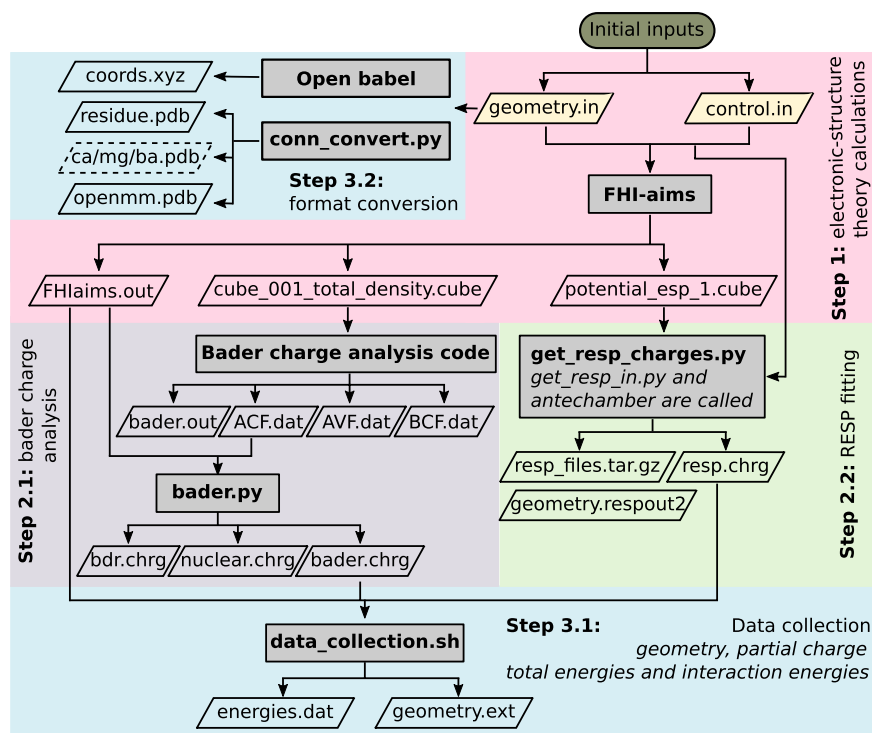 Initial inputs
coords.xyz
Open babel
geometry.in
control.in
residue.pdb
conn_convert.py
ca/mg/ba.pdb
openmm.pdb
Step 3.2:
format conversion
FHI-aims
Step 1: electronic-structure
theory calculations
FHIaims.out
cube_001_total_density.cube
potential_esp_1.cube
Bader charge analysis code
get_resp_charges.py
get_resp_in.py and
antechamber are called
bader.out
ACF.dat
AVF.dat
BCF.dat
Step 2.1: bader charge
analysis
resp_files.tar.gz
resp.chrg
geometry.respout2
Step 2.2: RESP fitting
bader.py
bdr.chrg
nuclear.chrg
bader.chrg
data_collection.sh
Step 3.1: Data collection
geometry, partial charge
total energies and interaction energies
energies.dat
geometry.ext